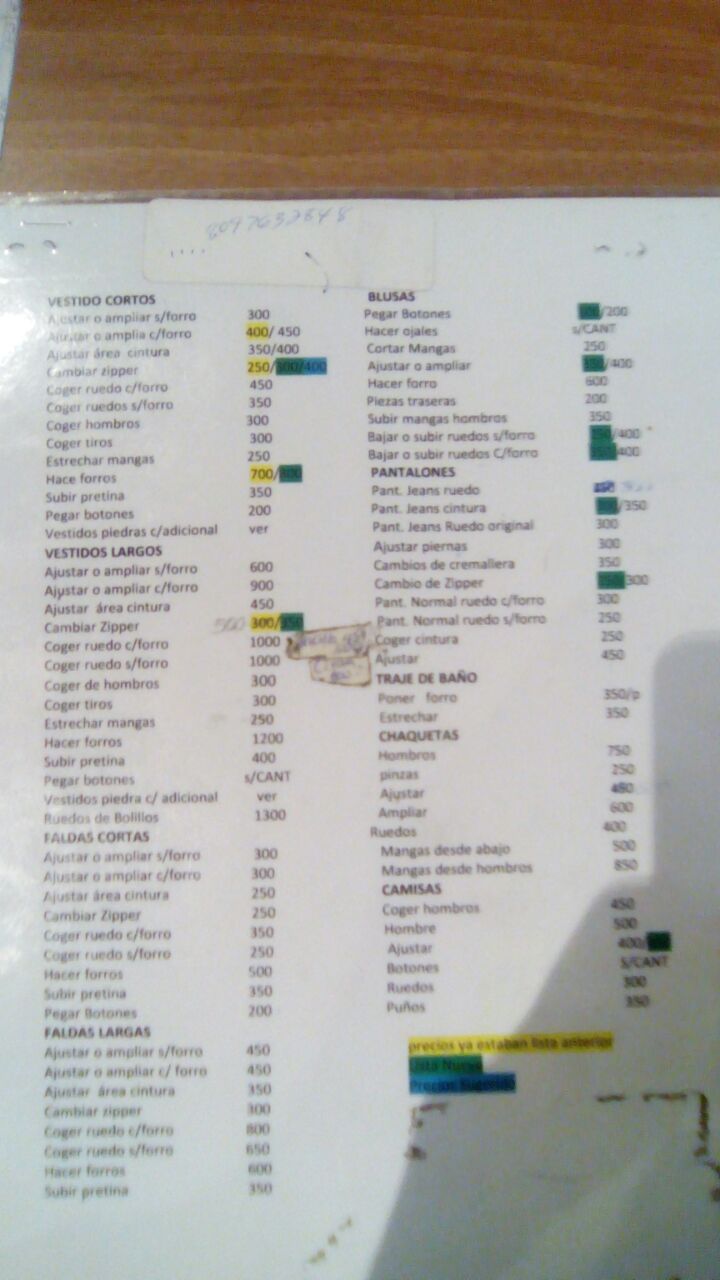 8097632848
VESTIDO CORTOS
Ajustar o ampliar s/forro 300
Ajustar o amplia c/forro 400/ 450
Ajustar área cintura 350/400
Cambiar zipper 250/300/400
Coger ruedo c/forro 450
Coger ruedos s/forro 350
Coger hombros 300
Coger tiros 300
Estrechar mangas 250
Hace forros 700/800
Subir pretina 350
Pegar botones 200
Vestidos piedras c/adicional ver
VESTIDOS LARGOS
Ajustar o ampliar s/forro 600
Ajustar o ampliar c/forro 900
Ajustar área cintura 450
Cambiar Zipper 500 300/350
Coger ruedo c/forro 1000
Coger ruedo s/forro 1000
Coger de hombros 300
Coger tiros 300
Estrechar mangas 250
Hacer forros 1200
Subir pretina 400
Pegar botones s/CANT
Vestidos piedra c/ adicional ver
Ruedos de Bolillos 1300
FALDAS CORTAS
Ajustar o ampliar s/forro 300
Ajustar o ampliar c/forro 300
Ajustar área cintura 250
Cambiar Zipper 250
Coger ruedo c/forro 350
Coger ruedo s/forro 250
Hacer forros 500
Subir pretina 350
Pegar Botones 200
FALDAS LARGAS
Ajustar o ampliar s/forro 450
Ajustar o ampliar c/ forro 450
Ajustar área cintura 350
Cambiar zipper 300
Coger ruedo c/forro 800
Coger ruedo s/forro 650
Hacer forros 600
Subir pretina 350
BLUSAS
Pegar Botones /200
Hacer ojales s/CANT
Cortar Mangas 250
Ajustar o ampliar 350/400
Hacer forro 600
Piezas traseras 200
Subir mangas hombros 350
Bajar o subir ruedos s/forro /400
Bajar o subir ruedos C/forro 400
PANTALONES
Pant. Jeans ruedo
Pant. Jeans cintura /350
Pant. Jeans Ruedo original 300
Ajustar piernas 300
Cambios de cremallera 350
Cambio de Zipper 300
Pant. Normal ruedo c/forro 300
Pant. Normal ruedo s/forro 250
Coger cintura 250
Ajustar 450
TRAJE DE BAÑO
Poner forro 350/p
Estrechar 350
CHAQUETAS
Hombros 750
pinzas 250
Ajustar 450
Ampliar 600
Ruedos 400
Mangas desde abajo 500
Mangas desde hombros 850
CAMISAS
Coger hombros 450
Hombre 500
Ajustar 400/
Botones S/CANT
Ruedos 300
Puños 350
precios ya estaban lista anterior
Lista Nueva
Precios Sugerido